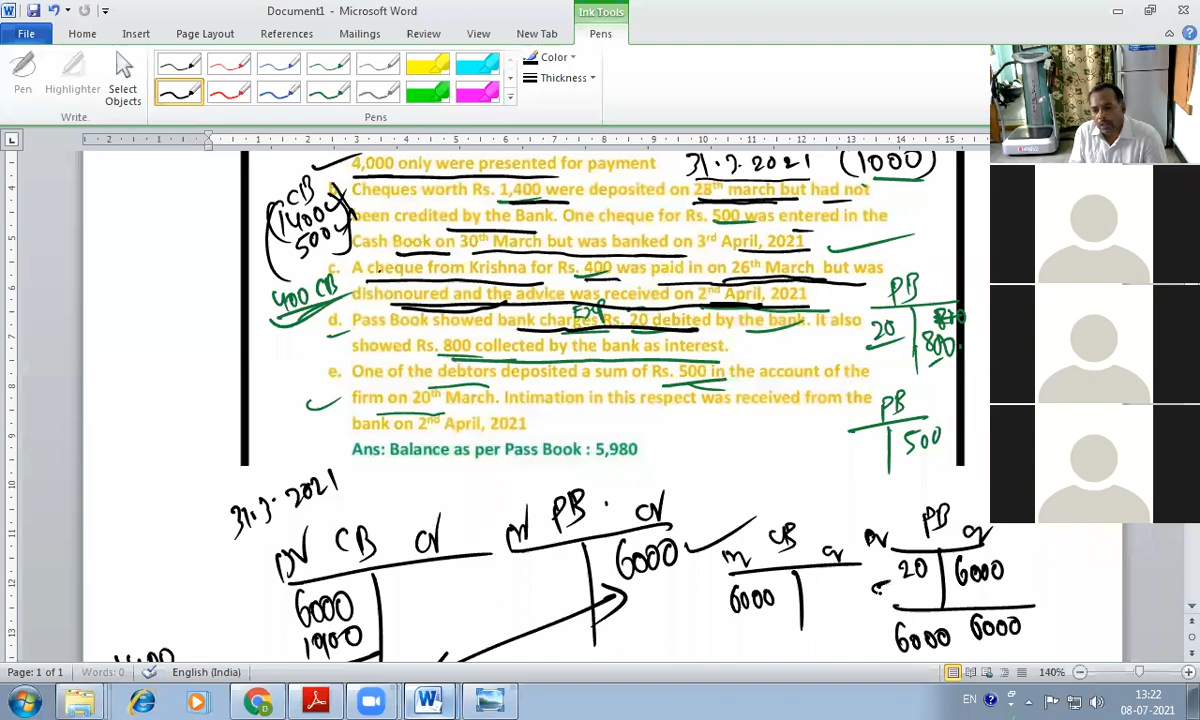 Document1 - Microsoft Word
Ink Tools
File Home Insert Page Layout References Mailings Review View New Tab Pens
Pen Highlighter Select Objects
Color
Thickness
Write
Pens
4,000 only were presented for payment 31.3.2021 (1000)
Cheques worth Rs. 1,400 were deposited on 28th march but had not
been credited by the Bank. One cheque for Rs. 500 was entered in the
Cash Book on 30th March but was banked on 3rd April, 2021
c. A cheque from Krishna for Rs. 400 was paid in on 26th March but was
dishonoured and the advice was received on 2nd April, 2021
d. Pass Book showed bank charges Rs. 20 debited by the bank. It also
showed Rs. 800 collected by the bank as interest.
e. One of the debtors deposited a sum of Rs. 500 in the account of the
firm on 20th March. Intimation in this respect was received from the
bank on 2nd April, 2021
Ans: Balance as per Pass Book : 5,980
CB
1400
500
400 CB
Exp
PB
20 800
PB
500
31.3.2021
Dr CB Cr
6000
1900
Dr PB Cr
6000
Dr CB Cr
6000
Dr PB Cr
20 6000
6000 6000
Page: 1 of 1 Words: 0 English (India) 140%
EN 13:22
08-07-2021